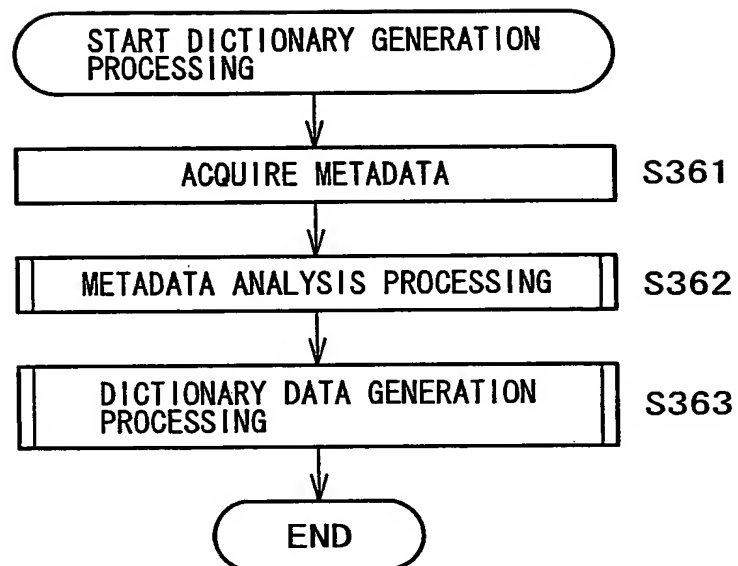 START DICTIONARY GENERATION
PROCESSING
ACQUIRE METADATA
S361
METADATA ANALYSIS PROCESSING
S362
DICTIONARY DATA GENERATION
PROCESSING
S363
END